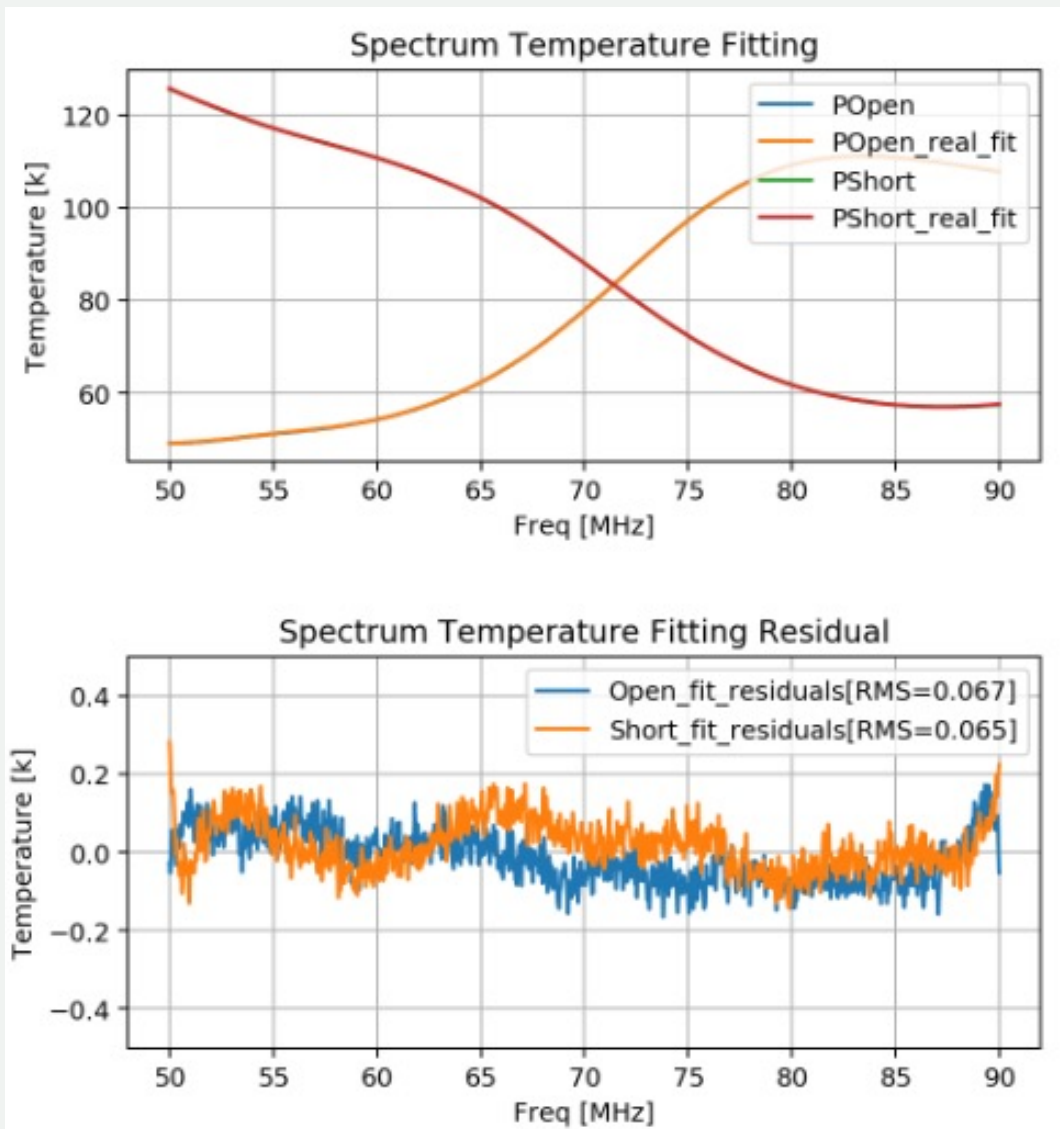 Spectrum Temperature Fitting
120
100
80
60
Temperature [k]
POpen
POpen_real_fit
PShort
PShort_real_fit
50 55 60 65 70 75 80 85 90
Freq [MHz]
Spectrum Temperature Fitting Residual
0.4
0.2
0.0
−0.2
−0.4
Temperature [k]
Open_fit_residuals[RMS=0.067]
Short_fit_residuals[RMS=0.065]
50 55 60 65 70 75 80 85 90
Freq [MHz]